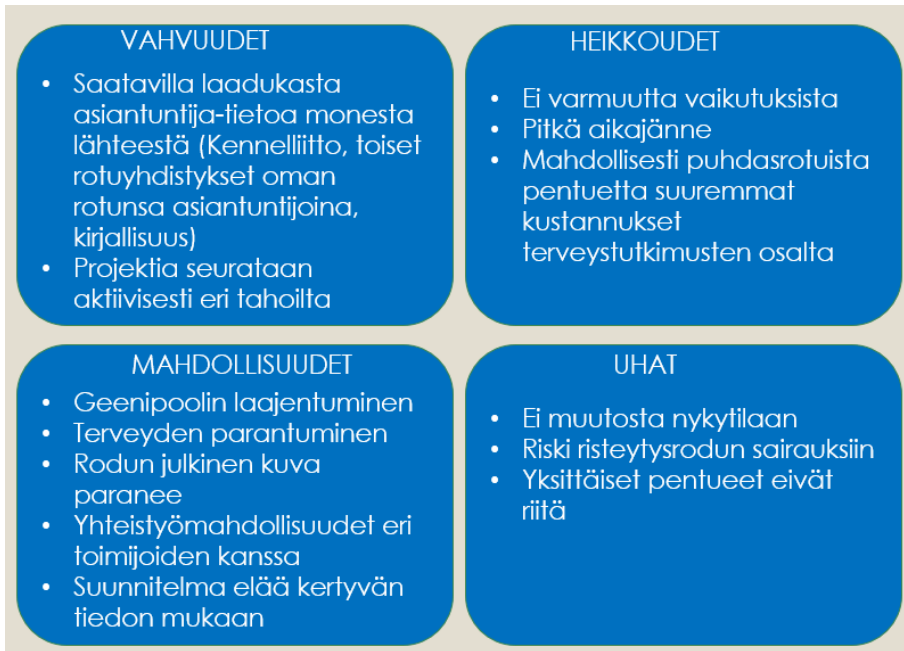 VAHVUUDET
• Saatavilla laadukasta
asiantuntija-tietoa monesta
lähteestä (Kennelliitto, toiset
rotuyhdistykset oman
rotunsa asiantuntijoina,
kirjallisuus)
• Projektia seurataan
aktiivisesti eri tahoilta
HEIKKOUDET
• Ei varmuutta vaikutuksista
• Pitkä aikajänne
• Mahdollisesti puhdasrotuista
pentuetta suuremmat
kustannukset
terveystutkimusten osalta
MAHDOLLISUUDET
• Geenipoolin laajentuminen
• Terveyden parantuminen
• Rodun julkinen kuva
paranee
• Yhteistyömahdollisuudet eri
toimijoiden kanssa
• Suunnitelma elää kertyvän
tiedon mukaan
UHAT
• Ei muutosta nykytilaan
• Riski risteytysrodun sairauksiin
• Yksittäiset pentueet eivät
riitä